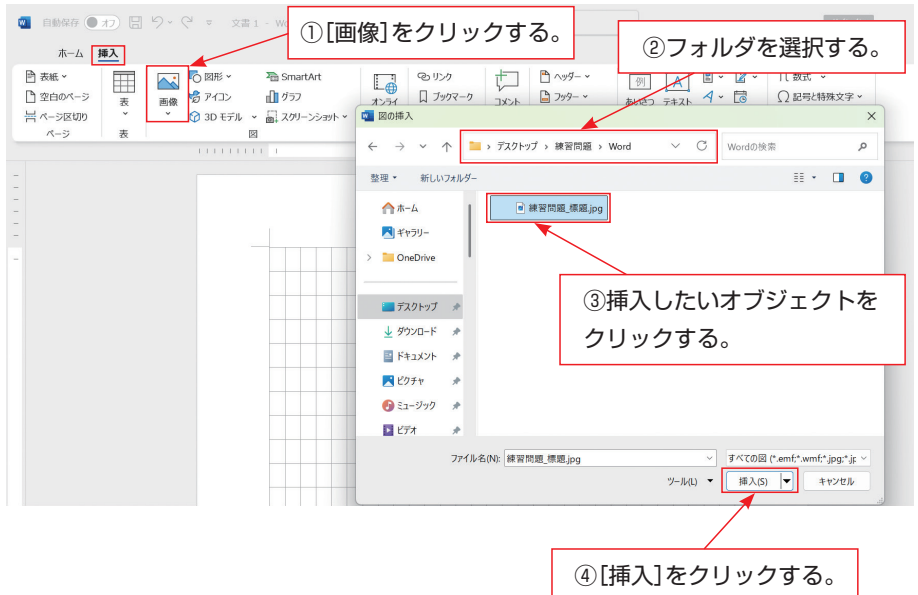 自動保存 オフ 文書 1 - Wo
①[画像]をクリックする。
②フォルダを選択する。
ホーム 挿入
表紙
空白のページ
ページ区切り
ページ
表
表
画像
図形
アイコン
3D モデル
SmartArt
グラフ
スクリーンショット
図
オンライ
リンク
ブックマーク
コメント
ヘッダー
フッター
あいさつ
テキスト
数式
記号と特殊文字
図の挿入
デスクトップ › 練習問題 › Word
Wordの検索
整理 新しいフォルダー
ホーム
ギャラリー
OneDrive
デスクトップ
ダウンロード
ドキュメント
ピクチャ
ミュージック
ビデオ
練習問題_標題.jpg
③挿入したいオブジェクトを
クリックする。
ファイル名(N): 練習問題_標題.jpg
すべての図 (*.emf;*.wmf;*.jpg;*.jp
ツール(L) 挿入(S) キャンセル
④[挿入]をクリックする。